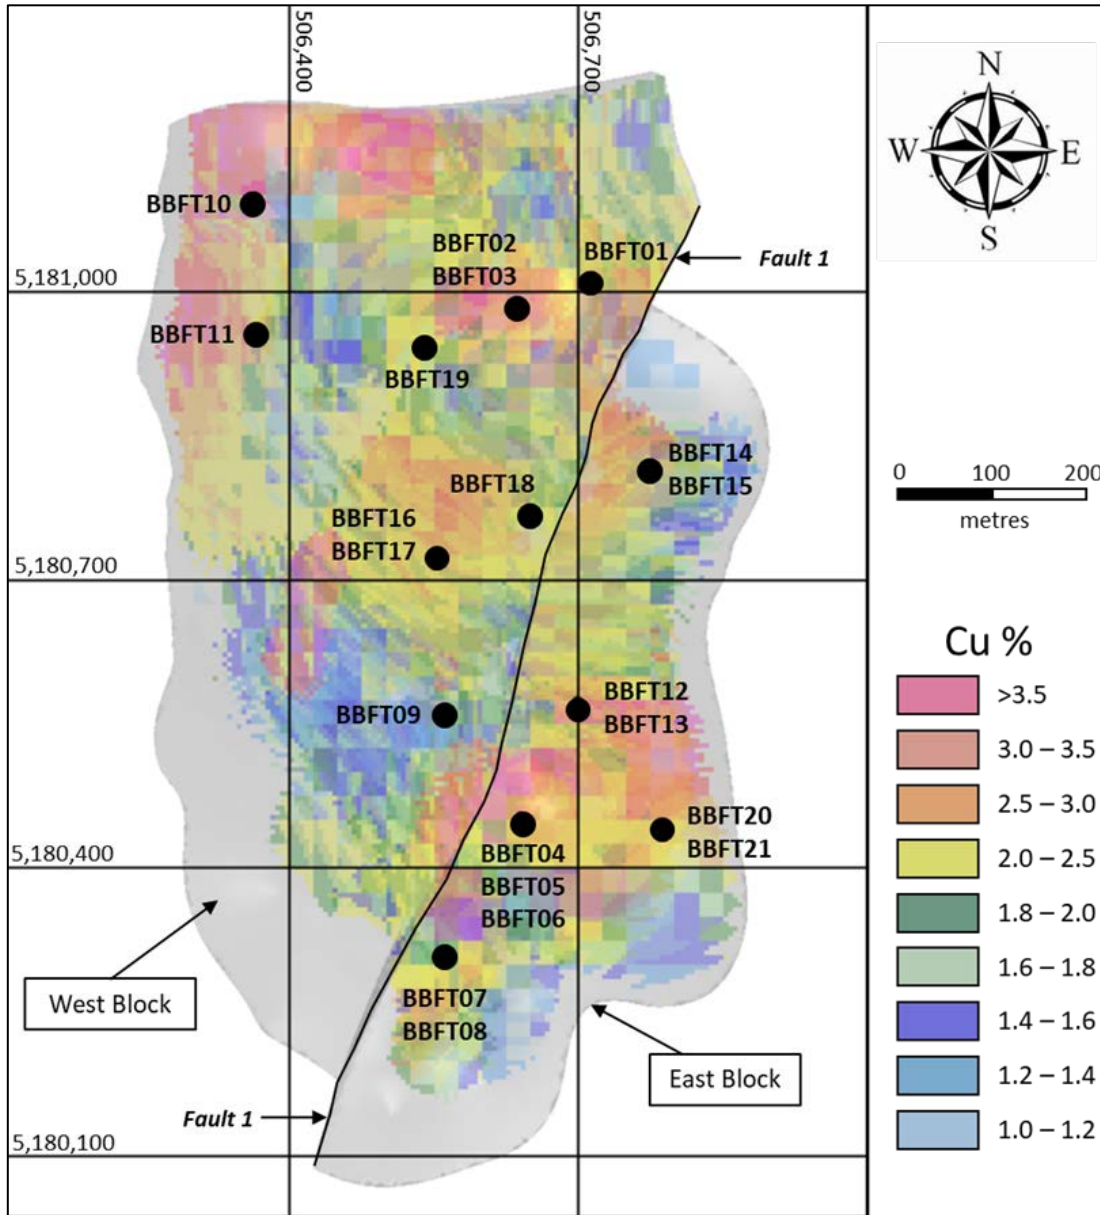 506,400
506,700
N
W
E
S
BBFT10
BBFT02
BBFT03
BBFT01
Fault 1
5,181,000
BBFT11
BBFT19
BBFT14
BBFT15
BBFT18
BBFT16
BBFT17
0 100 200
metres
5,180,700
Cu %
>3.5
3.0 – 3.5
2.5 – 3.0
2.0 – 2.5
1.8 – 2.0
1.6 – 1.8
1.4 – 1.6
1.2 – 1.4
1.0 – 1.2
BBFT12
BBFT13
BBFT09
BBFT20
BBFT21
5,180,400
BBFT04
BBFT05
BBFT06
West Block
BBFT07
BBFT08
East Block
Fault 1
5,180,100